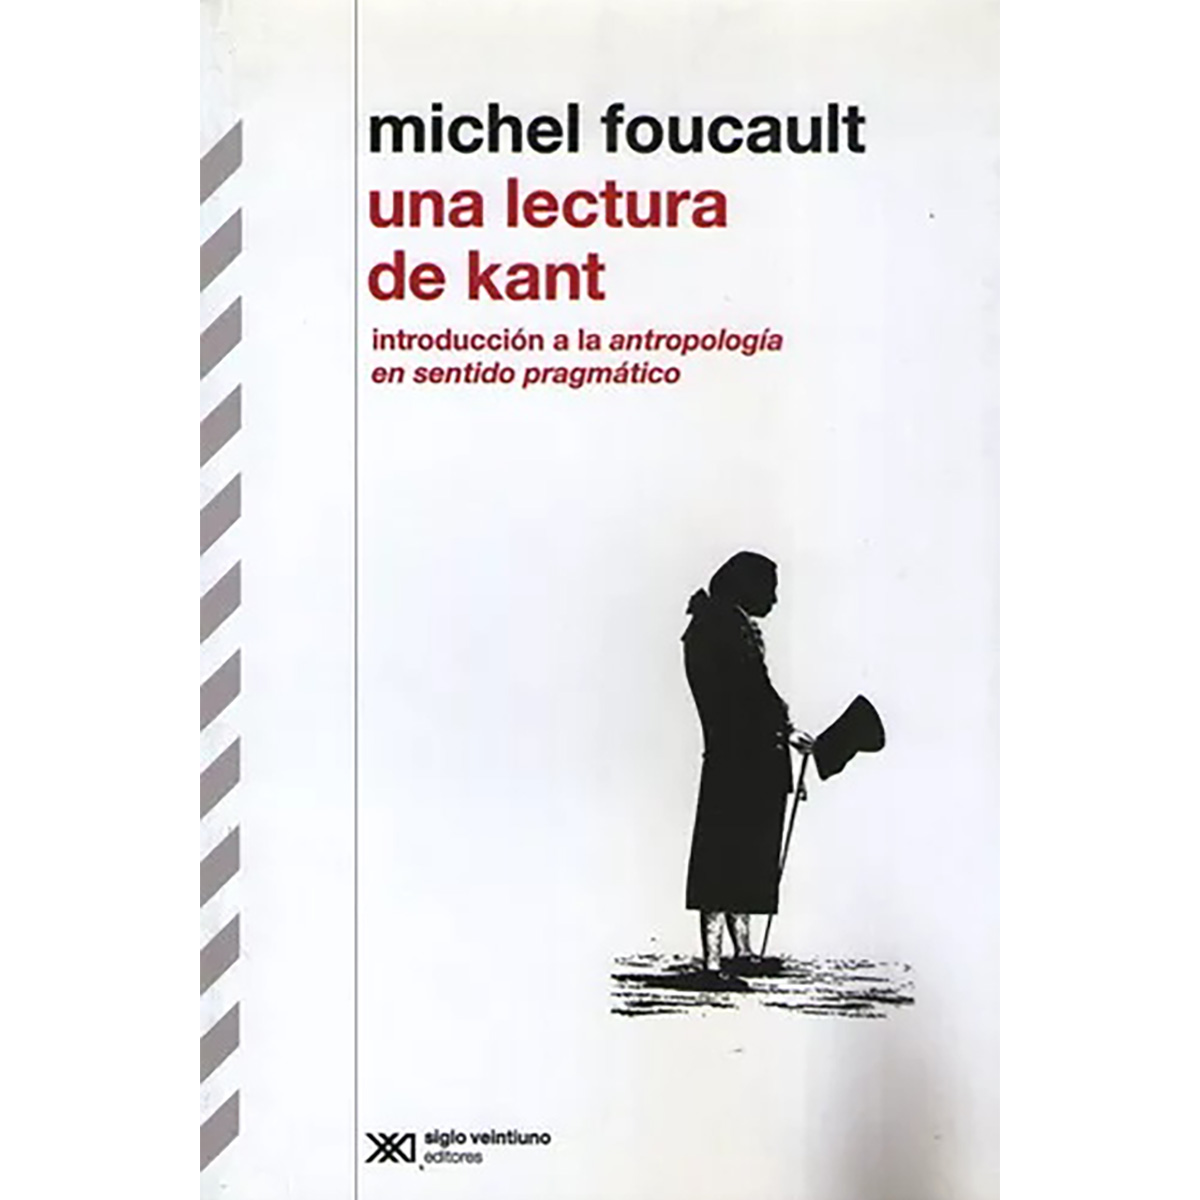 michel foucault
una lectura
de kant
introducción a la antropología
en sentido pragmático
siglo veintiuno
editores